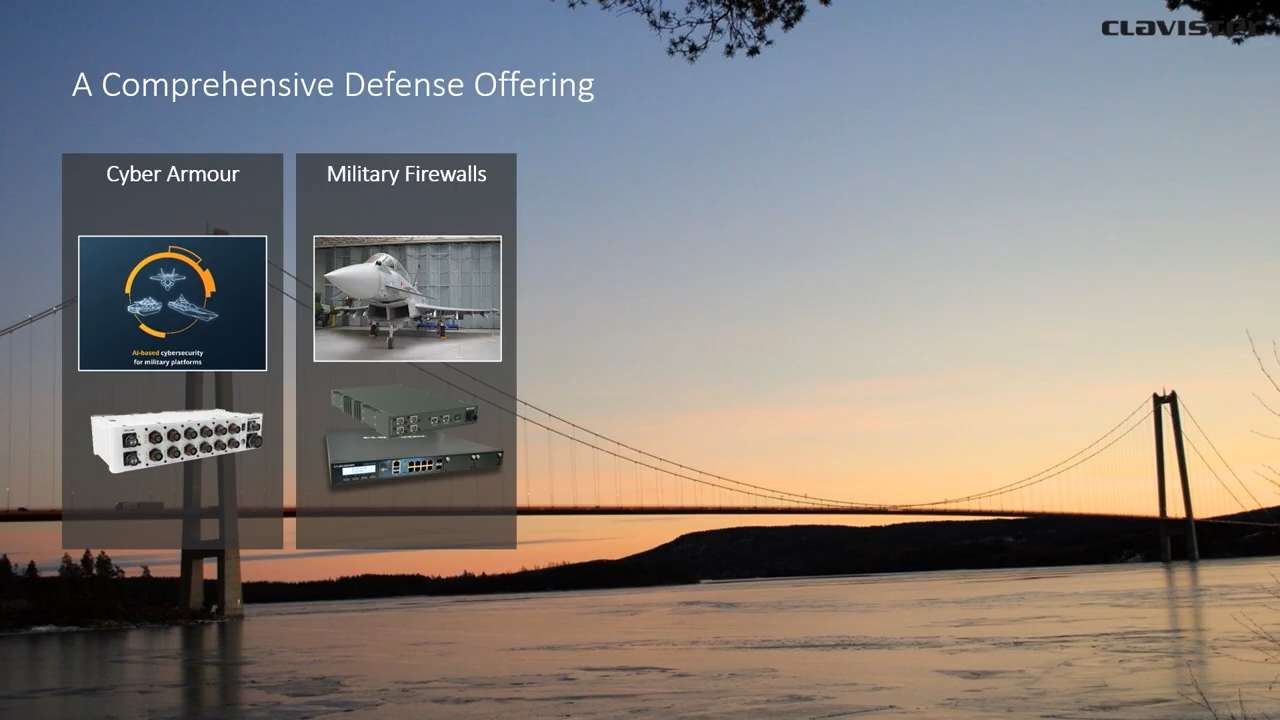 CLAVISTER
A Comprehensive Defense Offering
Cyber Armour
Military Firewalls
AI-based cybersecurity
for military platforms